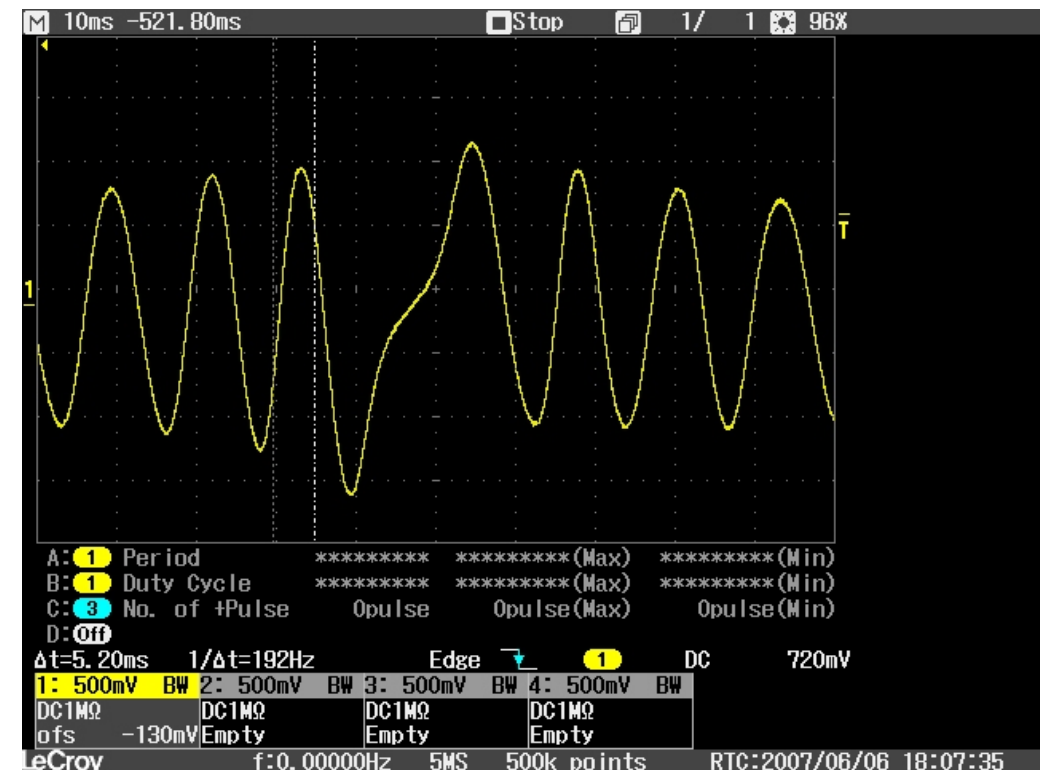 M 10ms -521.80ms Stop 1/ 1 96%
T
1
A: 1 Period ********* *********(Max) *********(Min)
B: 1 Duty Cycle ********* *********(Max) *********(Min)
C: 3 No. of +Pulse 0pulse 0pulse(Max) 0pulse(Min)
D: Off
Δt=5.20ms 1/Δt=192Hz Edge 1 DC 720mV
1: 500mV BW 2: 500mV BW 3: 500mV BW 4: 500mV BW
DC1MΩ DC1MΩ DC1MΩ DC1MΩ
ofs -130mV Empty Empty Empty
LeCroy f:0.00000Hz 5MS 500k points RTC:2007/06/06 18:07:35